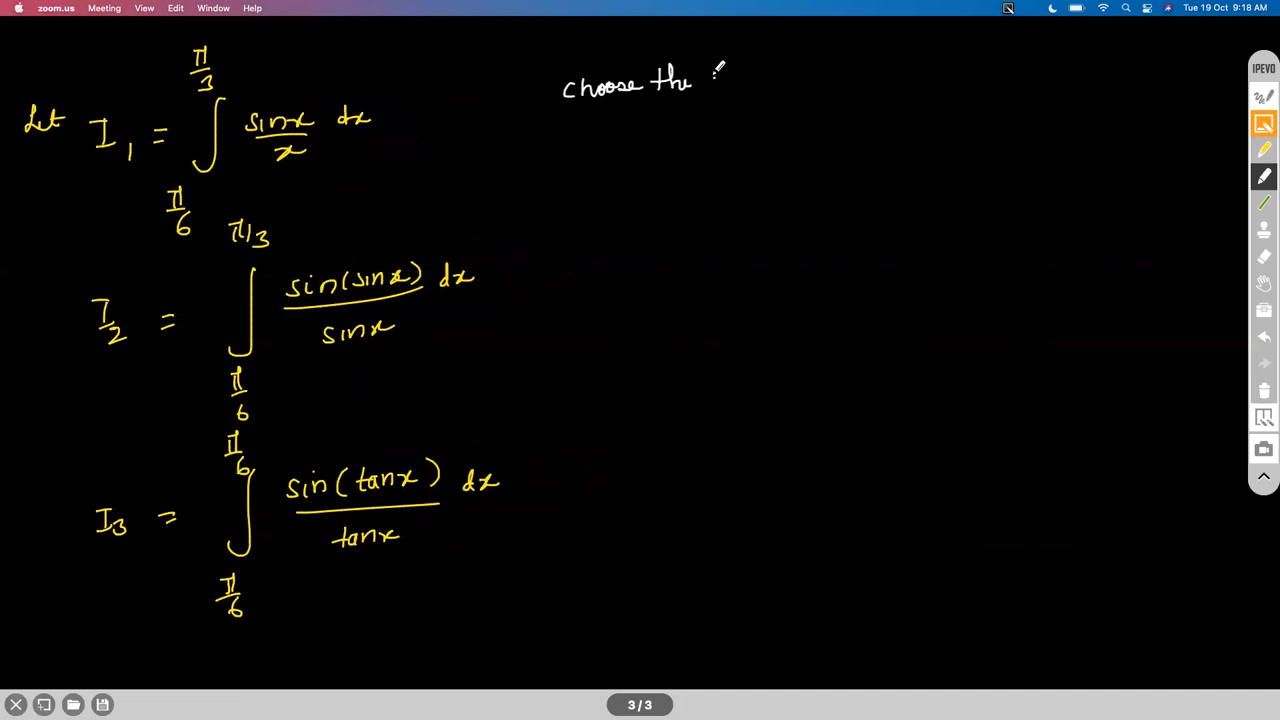 zoom.us Meeting View Edit Window Help Tue 19 Oct 9:18 AM
IPEVO
choose the
Let I₁ = ∫_{π/6}^{π/3} sinx/x dx
I₂ = ∫_{π/6}^{π/3} sin(sinx)/sinx dx
I₃ = ∫_{π/6}^{π/6} sin(tanx)/tanx dx
3/3